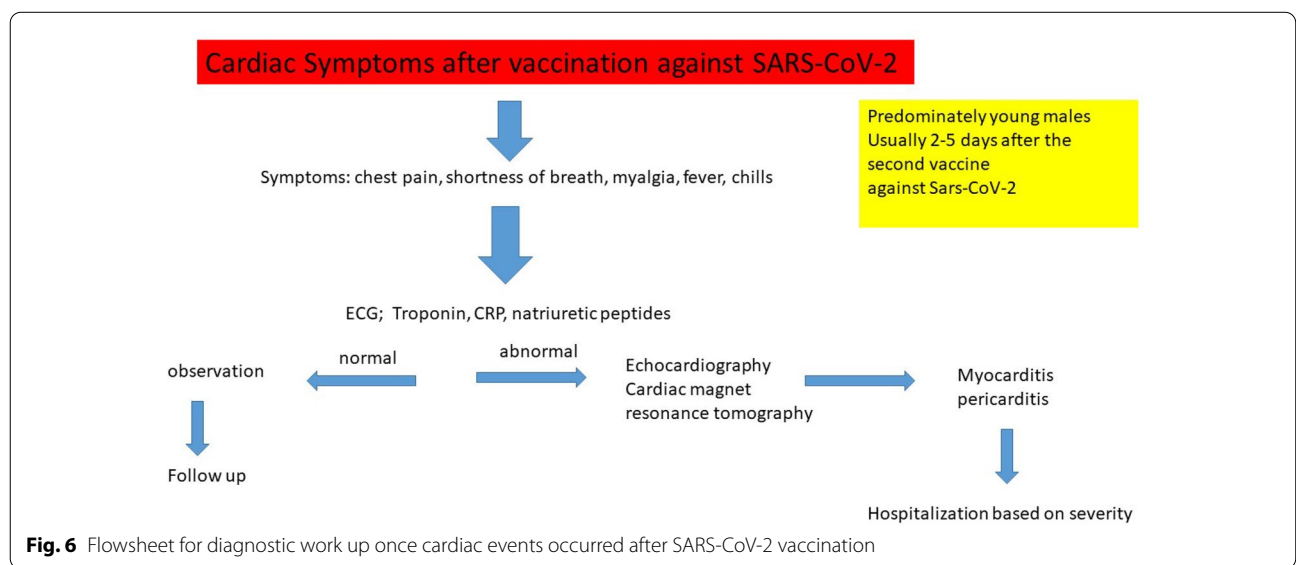 Cardiac Symptoms after vaccination against SARS-CoV-2
Predominately young males
Usually 2-5 days after the
second vaccine
against Sars-CoV-2
Symptoms: chest pain, shortness of breath, myalgia, fever, chills
ECG; Troponin, CRP, natriuretic peptides
normal
abnormal
observation
Echocardiography
Cardiac magnet
resonance tomography
Myocarditis
pericarditis
Follow up
Hospitalization based on severity
Fig. 6 Flowsheet for diagnostic work up once cardiac events occurred after SARS-CoV-2 vaccination